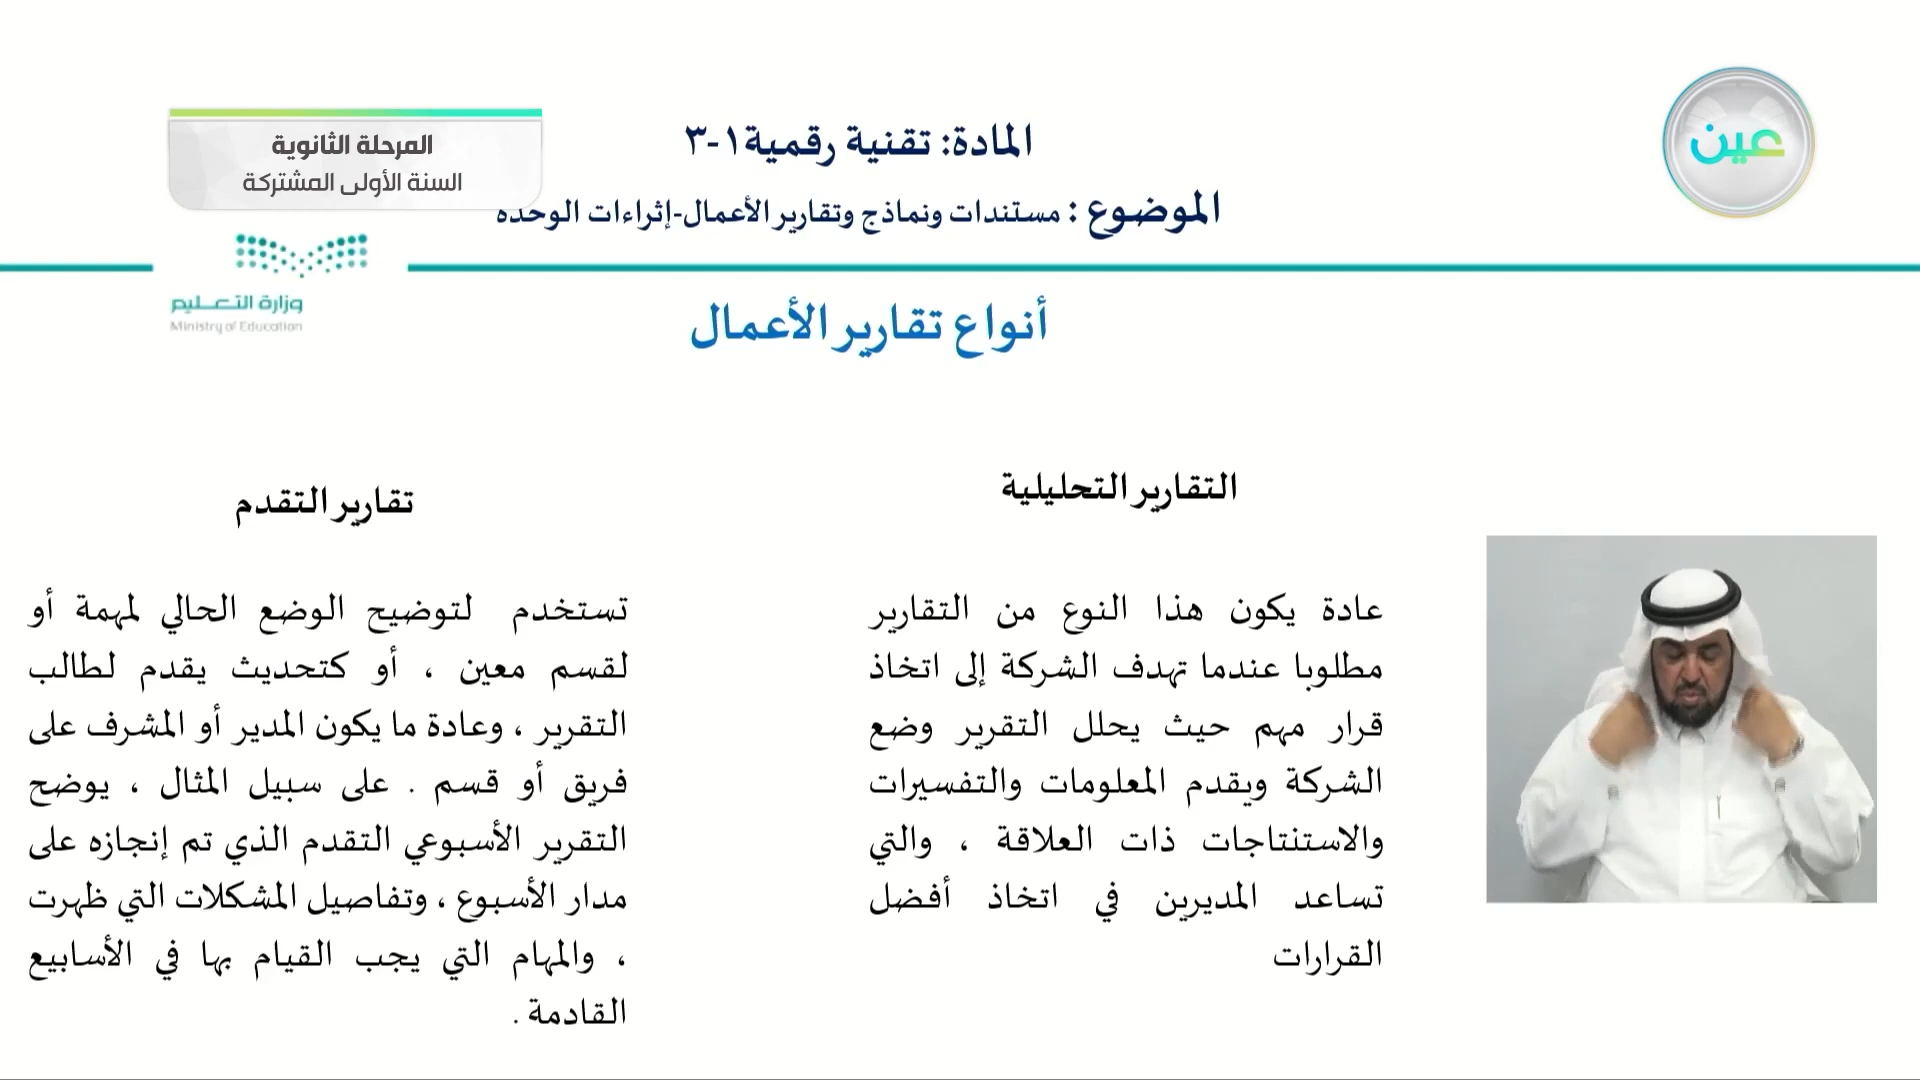 عين
المادة: تقنية رقمية١-٣
المرحلة الثانوية
السنة الأولى المشتركة
الموضوع : مستندات ونماذج وتقارير الأعمال-إثراءات الوحدة
وزارة التعليم
Ministry of Education
أنواع تقارير الأعمال
التقارير التحليلية
عادة يكون هذا النوع من التقارير
مطلوبا عندما تهدف الشركة إلى اتخاذ
قرار مهم حيث يحلل التقرير وضع
الشركة ويقدم المعلومات والتفسيرات
والاستنتاجات ذات العلاقة ، والتي
تساعد المديرين في اتخاذ أفضل
القرارات
تقارير التقدم
تستخدم لتوضيح الوضع الحالي لمهمة أو
لقسم معين ، أو كتحديث يقدم لطالب
التقرير ، وعادة ما يكون المدير أو المشرف على
فريق أو قسم . على سبيل المثال ، يوضح
التقرير الأسبوعي التقدم الذي تم إنجازه على
مدار الأسبوع ، وتفاصيل المشكلات التي ظهرت
، والمهام التي يجب القيام بها في الأسابيع
القادمة .